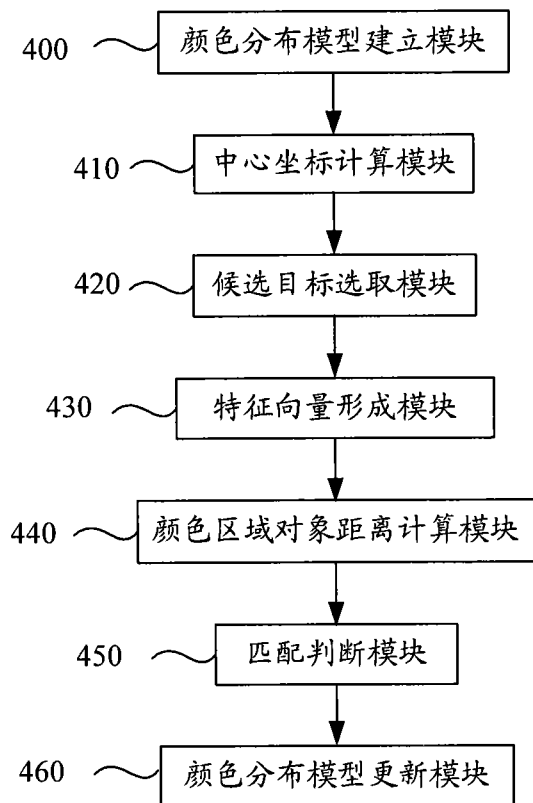 400 颜色分布模型建立模块
410 中心坐标计算模块
420 候选目标选取模块
430 特征向量形成模块
440 颜色区域对象距离计算模块
450 匹配判断模块
460 颜色分布模型更新模块